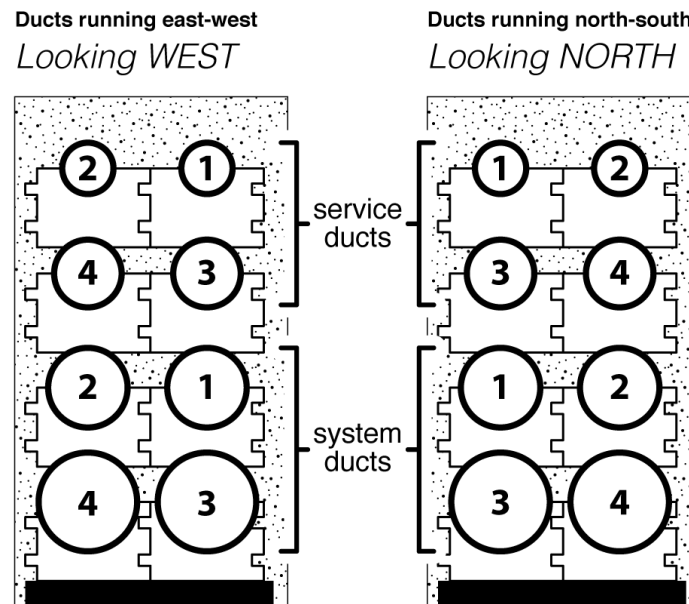 Ducts running east-west
Looking WEST
2 1
4 3
2 1
4 3
service
ducts
system
ducts
Ducts running north-south
Looking NORTH
1 2
3 4
1 2
3 4